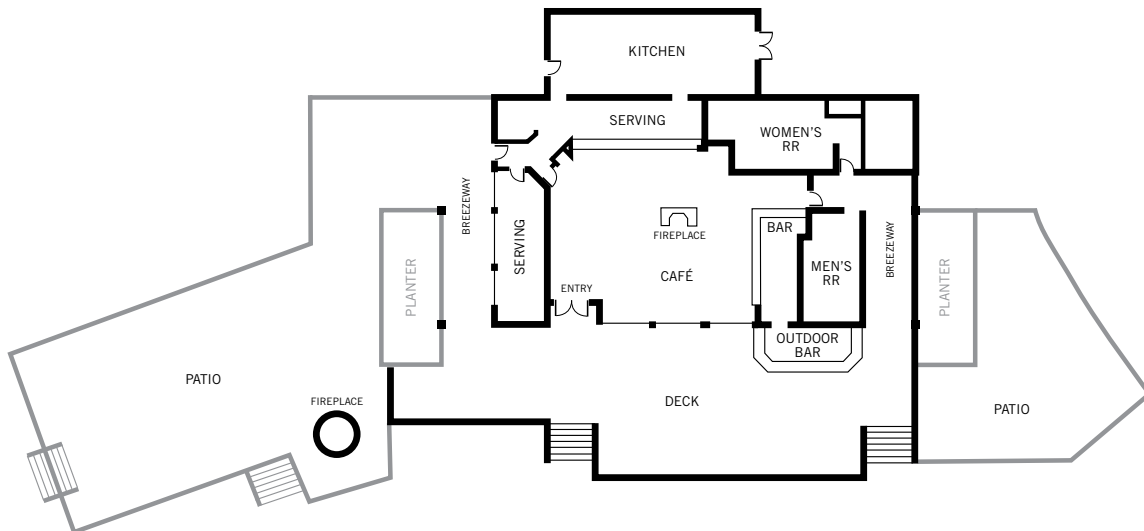 KITCHEN
SERVING
WOMEN'S
RR
BREEZEWAY
SERVING
FIREPLACE
BAR
CAFÉ
MEN'S
RR
BREEZEWAY
PLANTER
PLANTER
ENTRY
OUTDOOR
BAR
PATIO
FIREPLACE
DECK
PATIO